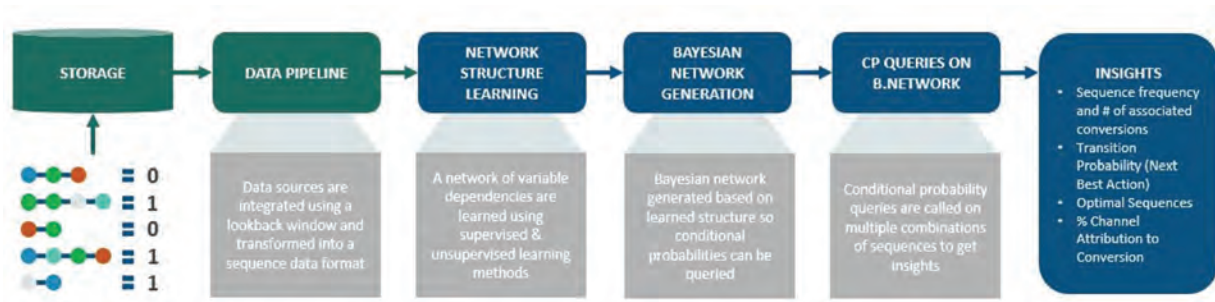 STORAGE
DATA PIPELINE
NETWORK
STRUCTURE
LEARNING
BAYESIAN
NETWORK
GENERATION
CP QUERIES ON
B.NETWORK
INSIGHTS
• Sequence frequency
and # of associated
conversions
• Transition
Probability (Next
Best Action)
• Optimal Sequences
• % Channel
Attribution to
Conversion
= 0
= 1
= 0
= 1
= 1
Data sources are
integrated using a
lookback window and
transformed into a
sequence data format
A network of variable
dependencies are
learned using
supervised &
unsupervised learning
methods
Bayesian network
generated based on
learned structure so
conditional
probabilities can be
queried
Conditional probability
queries are called on
multiple combinations
of sequences to get
insights